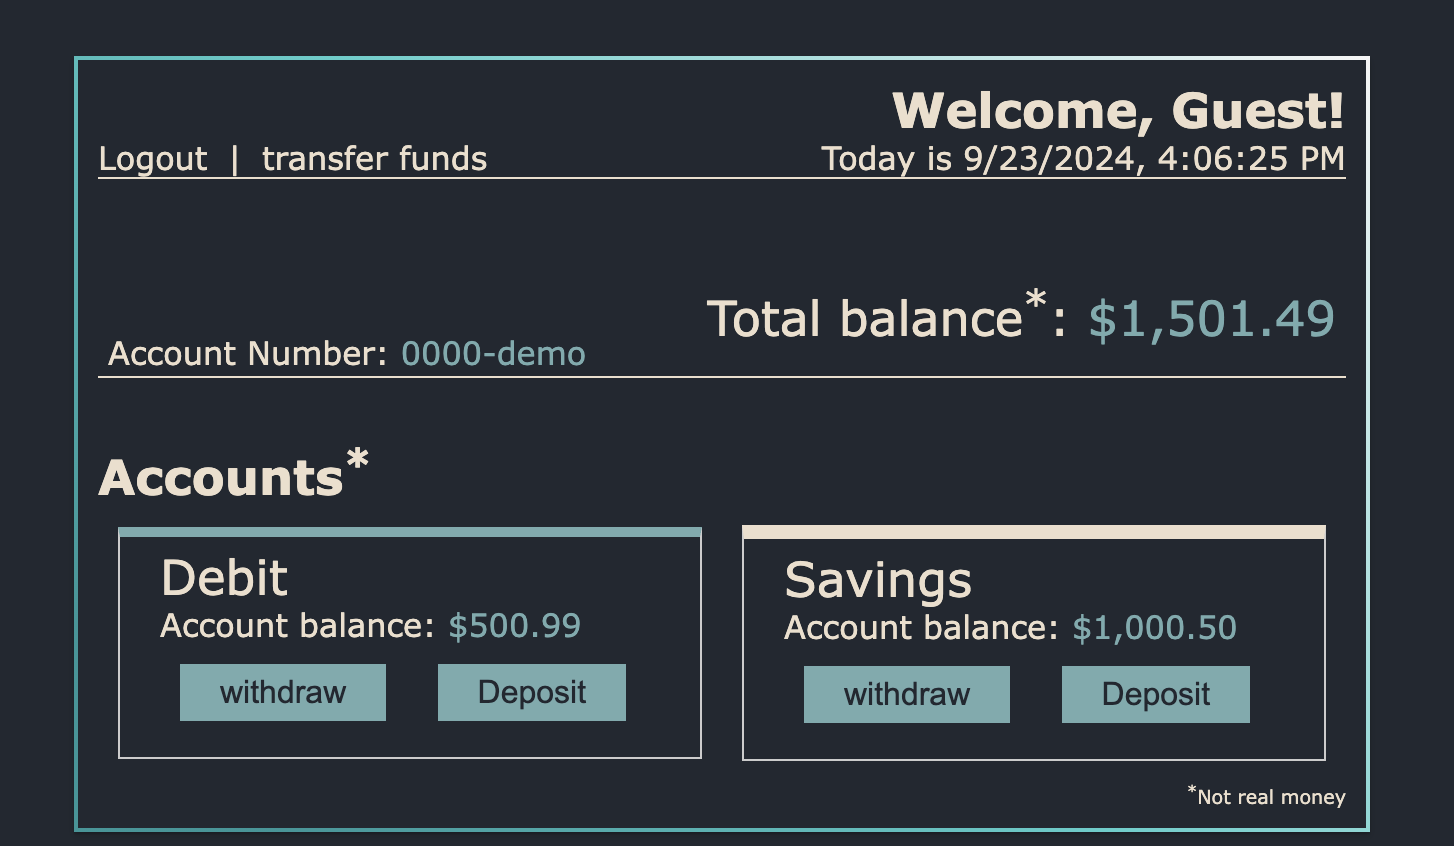 Welcome, Guest!
Logout | transfer funds
Today is 9/23/2024, 4:06:25 PM
Total balance*: $1,501.49
Account Number: 0000-demo
Accounts*
Debit
Account balance: $500.99
withdraw
Deposit
Savings
Account balance: $1,000.50
withdraw
Deposit
*Not real money